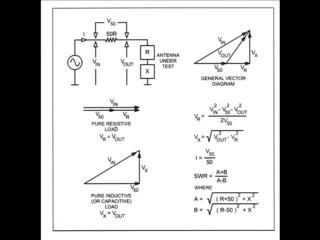 V50
I
50R
R
X
ANTENNA
UNDER
TEST
VIN
VOUT
VIN
VOUT
VX
V50
VR
GENERAL VECTOR
DIAGRAM
VIN
V50
VOUT
PURE RESISTIVE
LOAD
VR = VOUT
VIN
VX
V50
PURE INDUCTIVE
(OR CAPACITIVE)
LOAD
VX = VOUT
VR = (VIN² - V50² - VOUT²) / 2V50
VX = √(VOUT² - VR²)
I = V50 / 50
SWR = A+B / A-B
WHERE
A = √((R+50)² + X²)
B = √((R-50)² + X²)